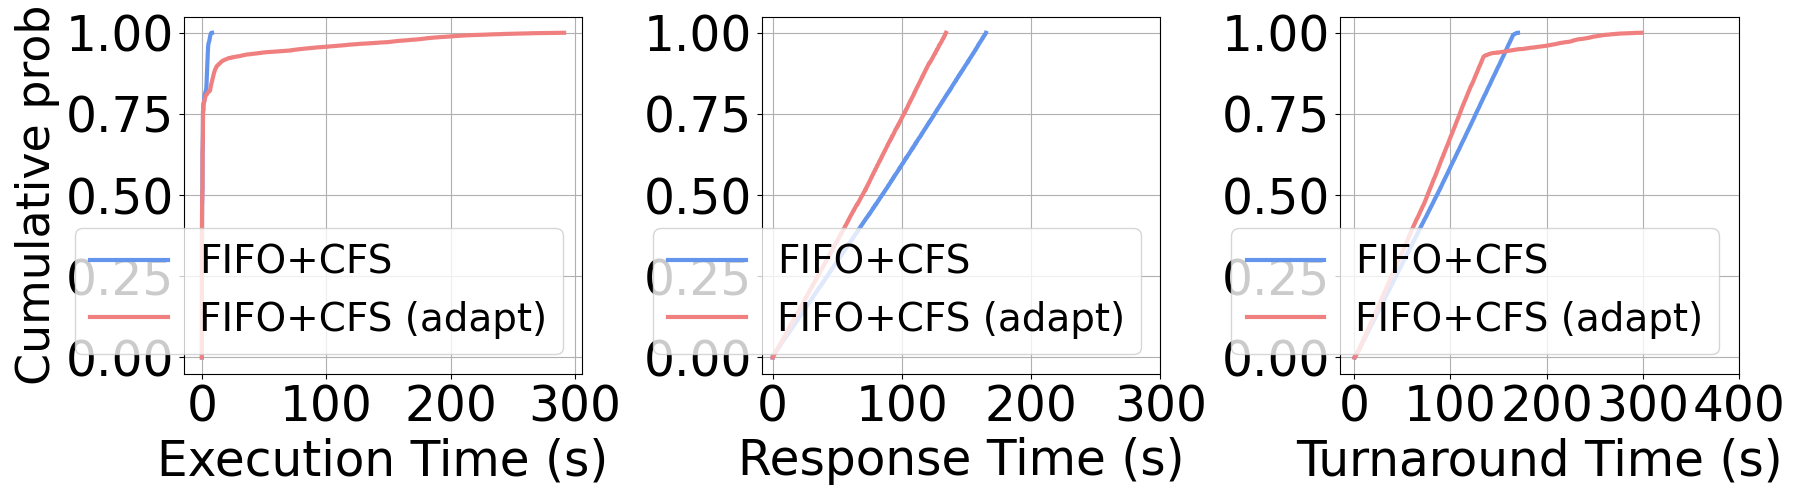 Cumulative prob
1.00
0.75
0.50
0.25
0.00
FIFO+CFS
FIFO+CFS (adapt)
0 100 200 300
Execution Time (s)
1.00
0.75
0.50
0.25
0.00
FIFO+CFS
FIFO+CFS (adapt)
0 100 200 300
Response Time (s)
1.00
0.75
0.50
0.25
0.00
FIFO+CFS
FIFO+CFS (adapt)
0 100 200 300 400
Turnaround Time (s)